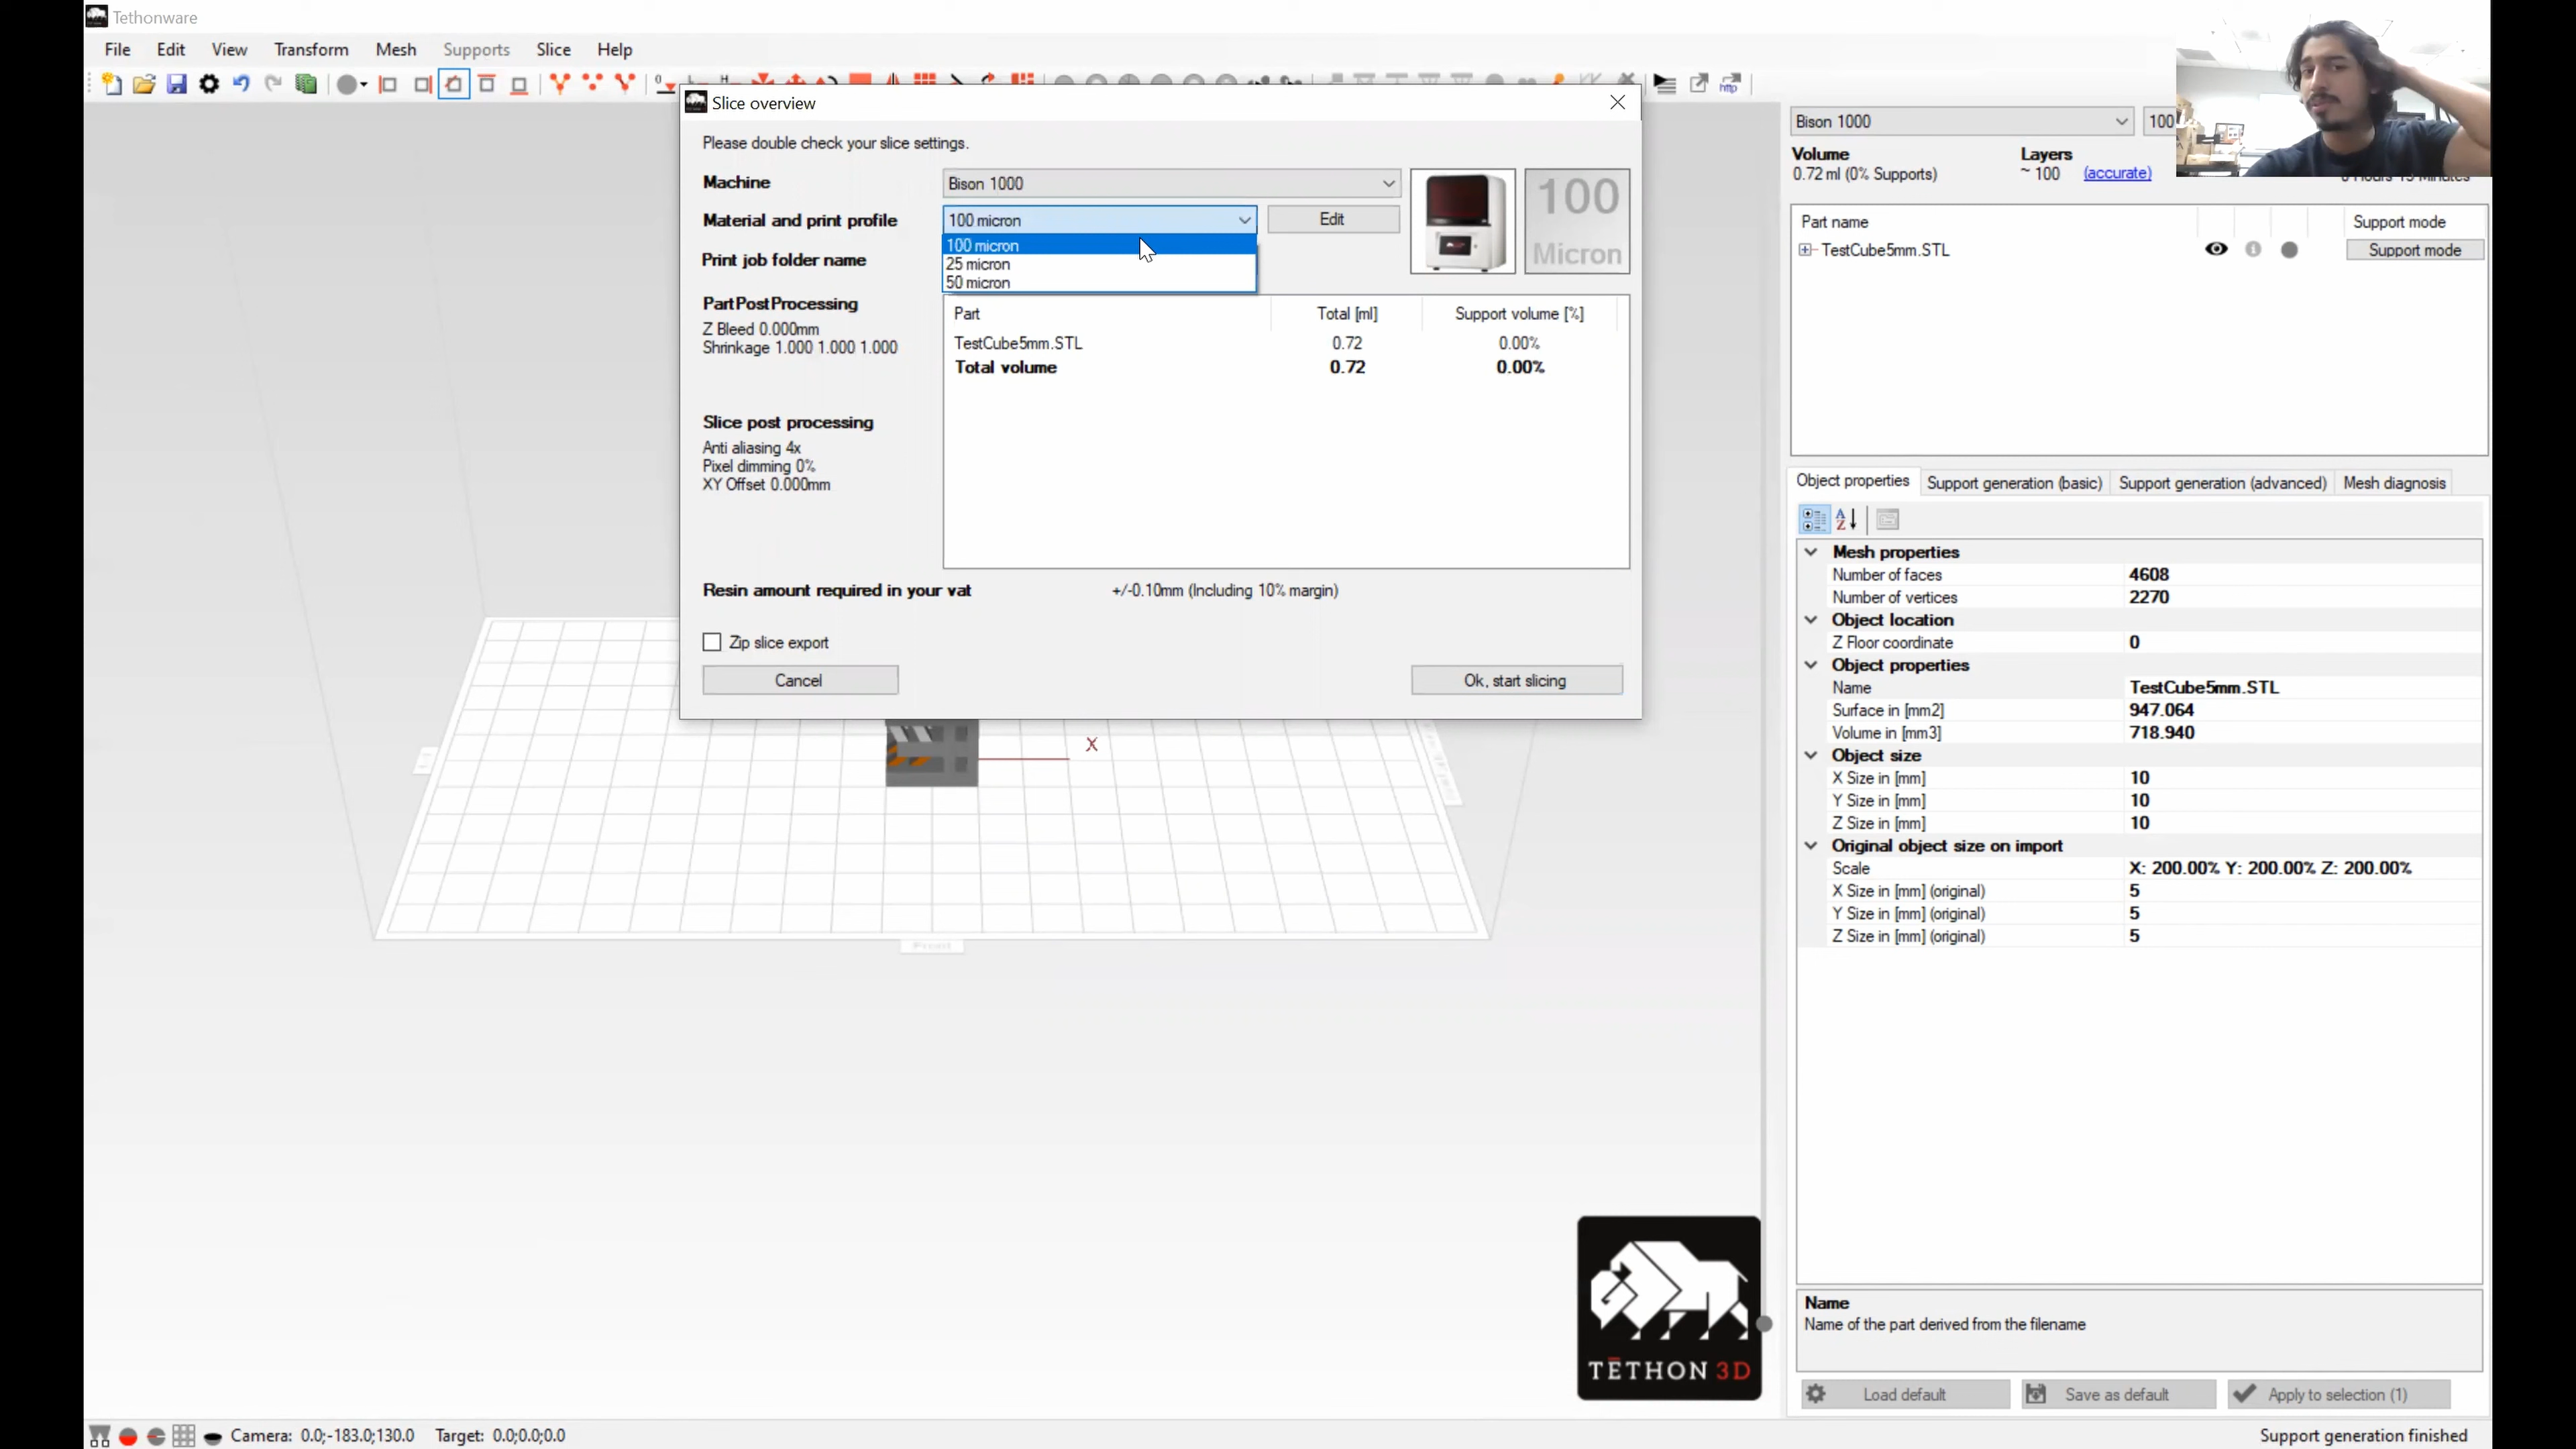 Tethonware
File Edit View Transform Mesh Supports Slice Help
http
Slice overview
Please double check your slice settings.
Machine Bison 1000
Material and print profile 100 micron Edit
100 micron
25 micron
50 micron
100
Micron
Print job folder name
Part Post Processing
Z Bleed 0.000mm
Shrinkage 1.000 1.000 1.000
Part Total [ml] Support volume [%]
TestCube5mm.STL 0.72 0.00%
Total volume 0.72 0.00%
Slice post processing
Anti aliasing 4x
Pixel dimming 0%
XY Offset 0.000mm
Resin amount required in your vat +/-0.10mm (Including 10% margin)
Zip slice export
Cancel Ok, start slicing
X
Front
TETHON 3D
Bison 1000 100
Volume Layers
0.72 ml (0% Supports) ~ 100 (accurate)
Part name Support mode
TestCube5mm.STL Support mode
Object properties Support generation (basic) Support generation (advanced) Mesh diagnosis
Mesh properties
Number of faces 4608
Number of vertices 2270
Object location
Z Floor coordinate 0
Object properties
Name TestCube5mm.STL
Surface in [mm2] 947.064
Volume in [mm3] 718.940
Object size
X Size in [mm] 10
Y Size in [mm] 10
Z Size in [mm] 10
Original object size on import
Scale X: 200.00% Y: 200.00% Z: 200.00%
X Size in [mm] (original) 5
Y Size in [mm] (original) 5
Z Size in [mm] (original) 5
Name
Name of the part derived from the filename
Load default Save as default Apply to selection (1)
Camera: 0.0;-183.0;130.0 Target: 0.0;0.0;0.0 Support generation finished